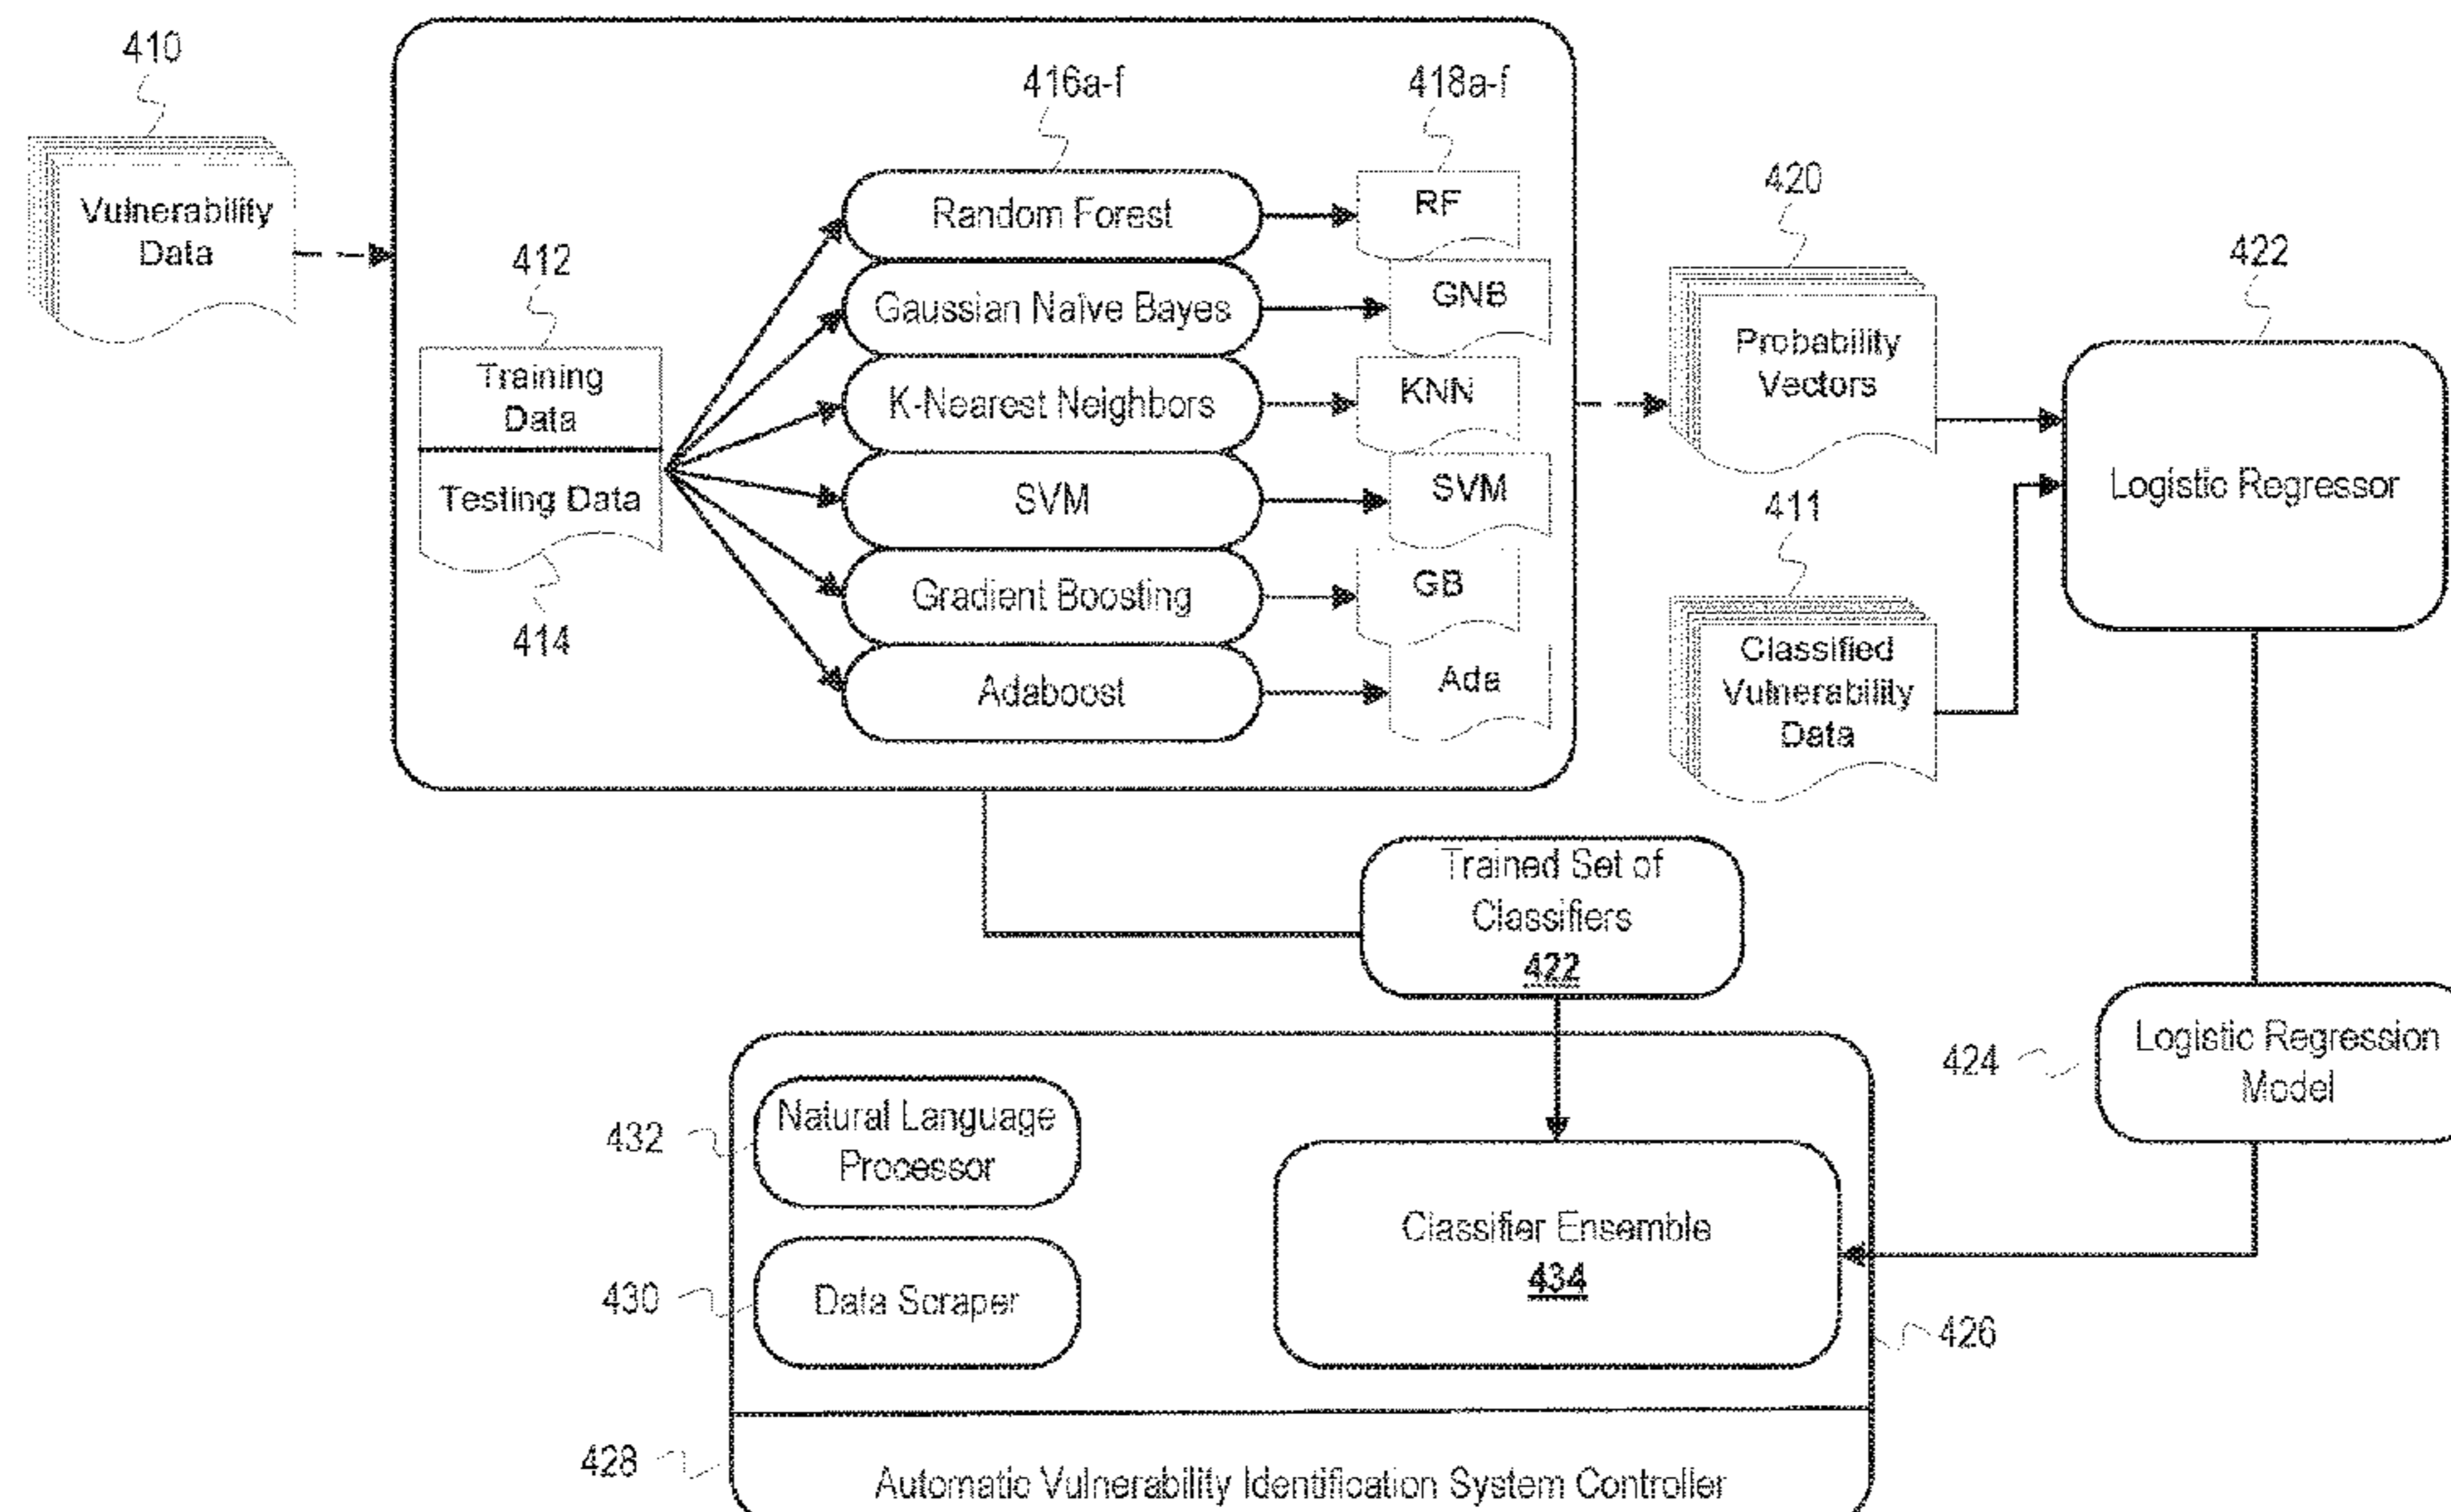 410
416a-f
418a-f
Vulnerability
Data
412
Training
Data
Testing Data
414
Random Forest
RF
Gaussian Naïve Bayes
GNB
K-Nearest Neighbors
KNN
SVM
SVM
Gradient Boosting
GB
Adaboost
Ada
420
Probability
Vectors
411
Classified
Vulnerability
Data
422
Logistic Regressor
Trained Set of
Classifiers
422
424
Logistic Regression
Model
432
Natural Language
Processor
430
Data Scraper
Classifier Ensemble
434
426
428
Automatic Vulnerability Identification System Controller